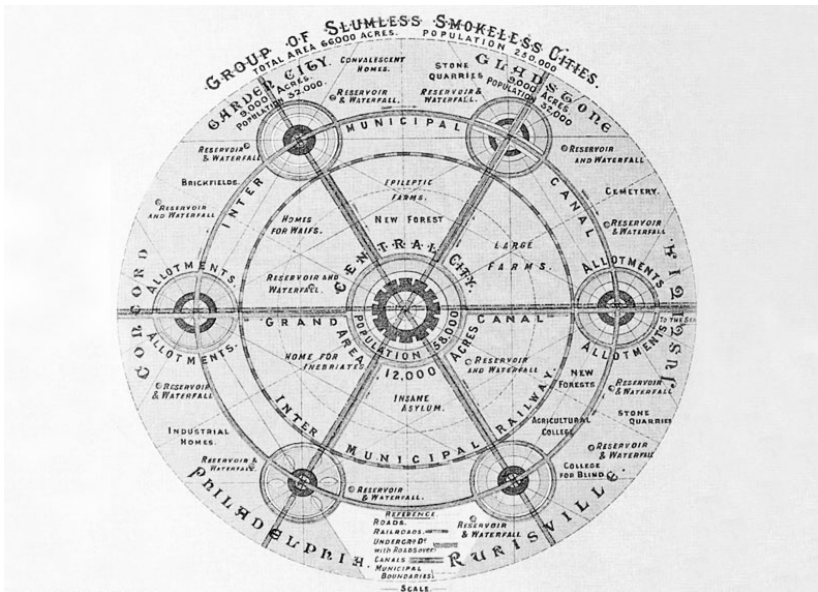 GROUP OF SLUMLESS SMOKELESS CITIES.
TOTAL AREA 66000 ACRES. POPULATION 250,000
GARDEN CITY.
9,000 ACRES.
POPULATION 32,000.
CONVALESCENT
HOMES.
STONE
QUARRIES
GLADSTONE
9,000 ACRES
POPULATION 32,000
RESERVOIR
& WATERFALL.
RESERVOIR &
WATERFALL.
INTER MUNICIPAL CANAL
RESERVOIR
& WATERFALL
RESERVOIR
AND WATERFALL
BRICKFIELDS.
EPILEPTIC
FARMS.
CEMETERY.
RESERVOIR
AND WATERFALL
HOMES
FOR WAIFS.
NEW FOREST
RESERVOIR
& WATERFALL
LARGE
FARMS.
CONCORD
ALLOTMENTS
CENTRAL CITY.
ALLOTMENTS
JUSTITIA
RESERVOIR AND
WATERFALL.
TO THE SEA
GRAND CANAL
POPULATION 58,000
AREA 12,000 ACRES
ALLOTMENTS.
ALLOTMENTS.
HOME FOR
INEBRIATES.
RESERVOIR
AND WATERFALL
NEW
FORESTS
RESERVOIR
& WATERFALL
RESERVOIR
& WATERFALL
INSANE
ASYLUM.
STONE
QUARRIES
INTER MUNICIPAL RAILWAY.
AGRICULTURAL
COLLEGE
INDUSTRIAL
HOMES.
RESERVOIR
& WATERFALL
RESERVOIR &
WATERFALL.
COLLEGE
FOR BLIND.
RESERVOIR
& WATERFALL.
PHILADELPHIA.
RURISVILLE.
REFERENCE.
ROADS.
RAILROADS.
UNDERGRD Do
WITH ROADS OVER
CANALS
MUNICIPAL
BOUNDARIES.
RESERVOIR
& WATERFALL
SCALE.